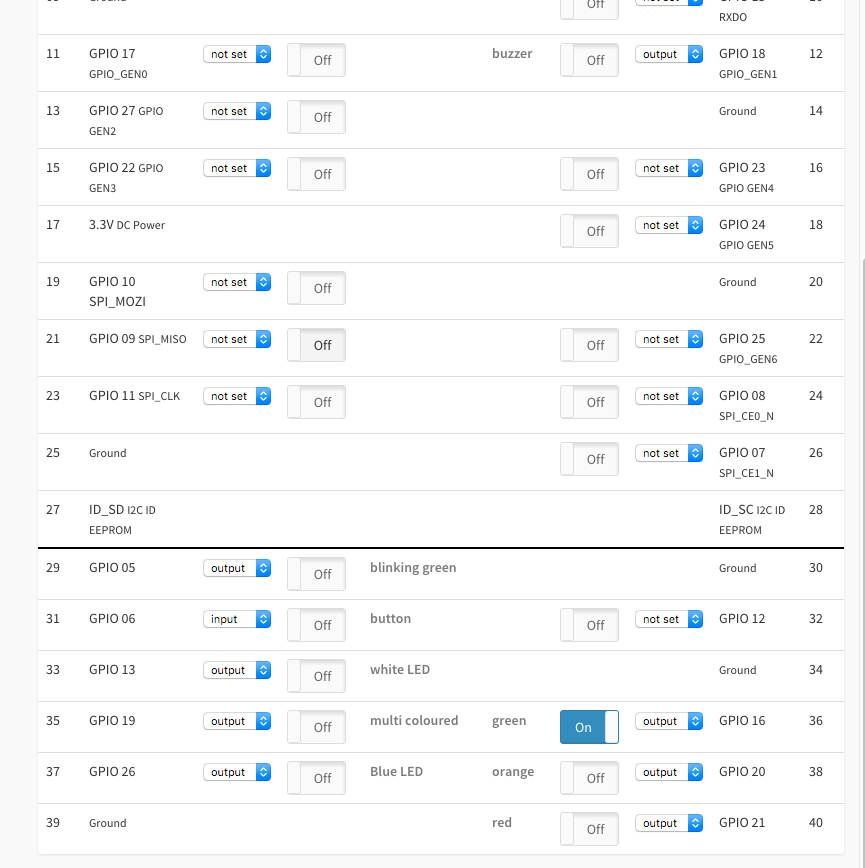 Ground Off
RXDO
11 GPIO 17 not set Off buzzer Off output GPIO 18 12
GPIO_GEN0 GPIO_GEN1
13 GPIO 27 GPIO not set Off Ground 14
GEN2
15 GPIO 22 GPIO not set Off Off not set GPIO 23 16
GEN3 GPIO GEN4
17 3.3V DC Power Off not set GPIO 24 18
GPIO GEN5
19 GPIO 10 not set Off Ground 20
SPI_MOZI
21 GPIO 09 SPI_MISO not set Off Off not set GPIO 25 22
GPIO_GEN6
23 GPIO 11 SPI_CLK not set Off Off not set GPIO 08 24
SPI_CE0_N
25 Ground Off not set GPIO 07 26
SPI_CE1_N
27 ID_SD I2C ID ID_SC I2C ID 28
EEPROM EEPROM
29 GPIO 05 output Off blinking green Ground 30
31 GPIO 06 input Off button Off not set GPIO 12 32
33 GPIO 13 output Off white LED Ground 34
35 GPIO 19 output Off multi coloured green On output GPIO 16 36
37 GPIO 26 output Off Blue LED orange Off output GPIO 20 38
39 Ground red Off output GPIO 21 40